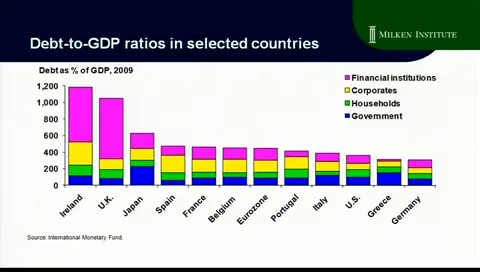 MILKEN INSTITUTE
Debt-to-GDP ratios in selected countries
Debt as % of GDP, 2009
Financial institutions
Corporates
Households
Government
1,200
1,000
800
600
400
200
0
Ireland
U.K.
Japan
Spain
France
Belgium
Eurozone
Portugal
Italy
U.S.
Greece
Germany
Source: International Monetary Fund.